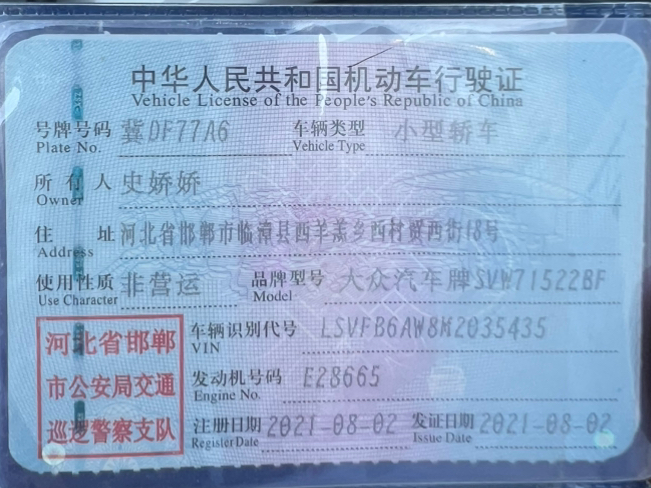 中华人民共和国机动车行驶证
Vehicle License of the People's Republic of China
号牌号码 冀DF77A6 车辆类型 小型轿车
Plate No. Vehicle Type
所有人 史娇娇
Owner
住址 河北省邯郸市临漳县西羊羔乡西村贤西街18号
Address
使用性质 非营运 品牌型号 大众汽车牌SVW71522BF
Use Character Model
河北省邯郸市公安局交通巡逻警察支队
车辆识别代号 LSVFB6AW8M2035435
VIN
发动机号码 E28665
Engine No.
注册日期 2021-08-02 发证日期 2021-08-02
Register Date Issue Date